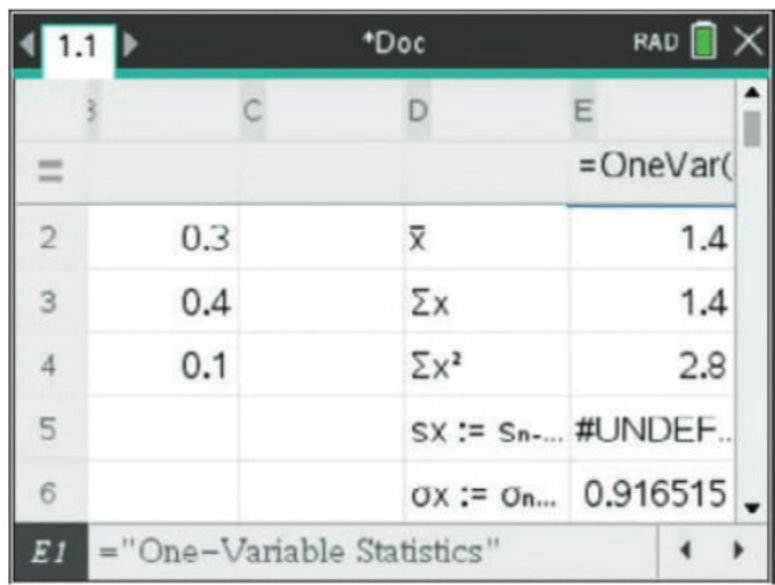 1.1 *Doc RAD
B C D E
= =OneVar(
2 0.3 x̄ 1.4
3 0.4 Σx 1.4
4 0.1 Σx² 2.8
5 sx := sₙ₋... #UNDEF..
6 σx := σₙ... 0.916515
E1 ="One-Variable Statistics"